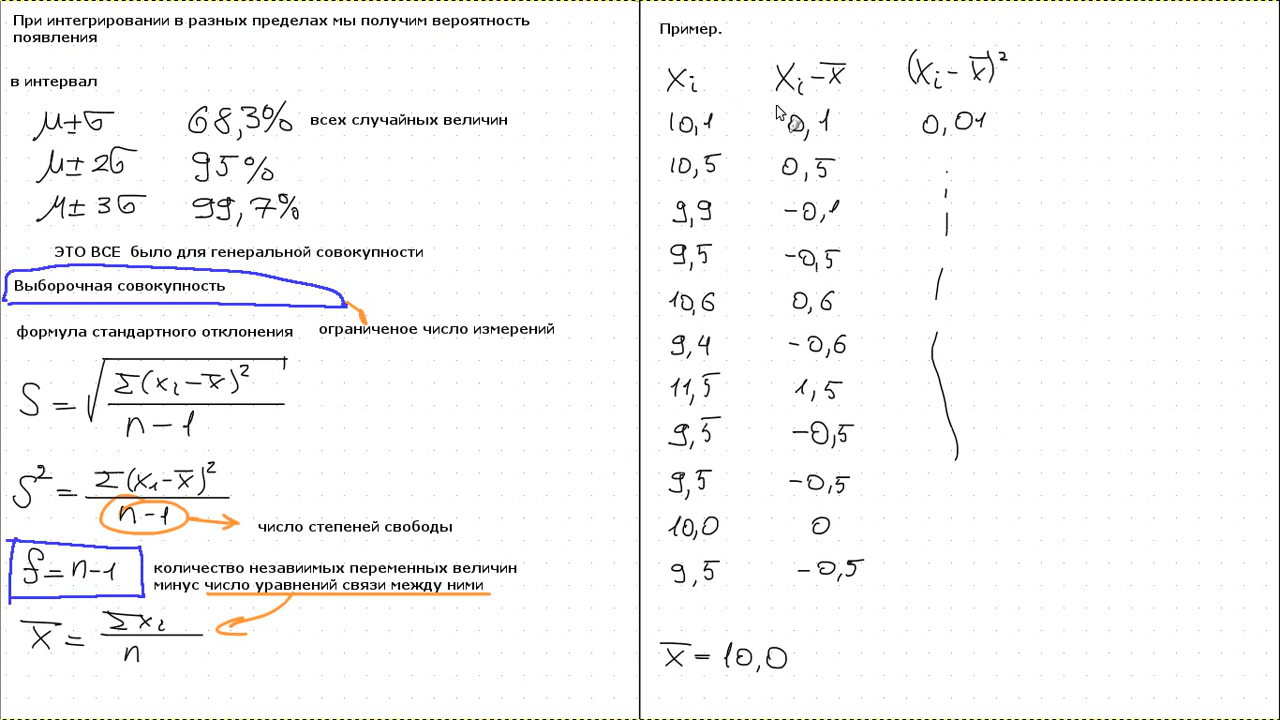 При интегрировании в разных пределах мы получим вероятность
появления
в интервал
μ±σ 68,3% всех случайных величин
μ± 2σ 95%
μ± 3σ 99,7%
ЭТО ВСЕ было для генеральной совокупности
Выборочная совокупность
формула стандартного отклонения ограниченое число измерений
S = √(Σ(xi – x̄)² / (n – 1))
S² = Σ(x1 – x̄)² / (n – 1)
число степеней свободы
f = n – 1 количество незавиимых переменных величин
минус число уравнений связи между ними
x̄ = Σxi / n
Пример.
Xi Xi – x̄ (Xi – x̄)²
10,1 0,1 0,01
10,5 0,5
9,9 –0,1
9,5 –0,5
10,6 0,6
9,4 –0,6
11,5 1,5
9,5 –0,5
9,5 –0,5
10,0 0
9,5 –0,5
x̄ = 10,0